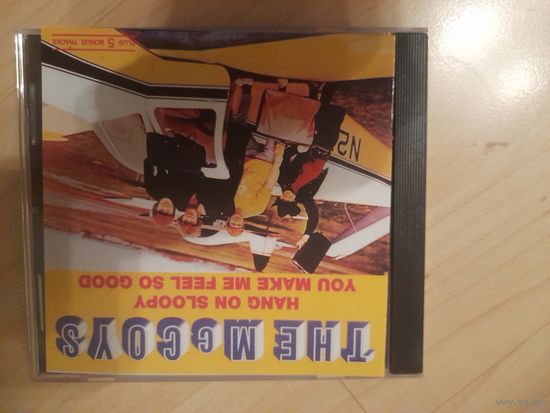 THE McCOYS
HANG ON SLOOPY
YOU MAKE ME FEEL SO GOOD
PLUS 5 BONUS TRACKS